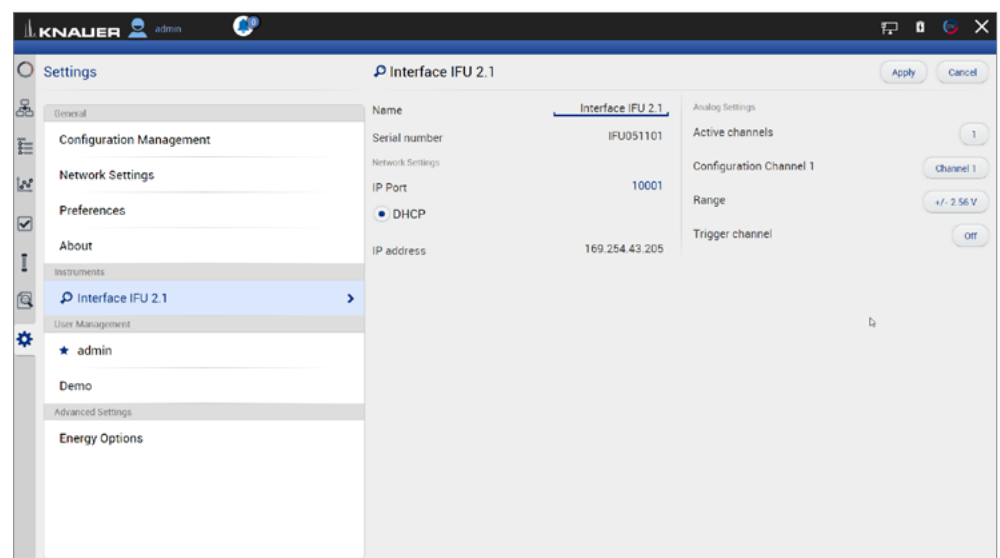 KNAUER admin 0
Settings
General
Configuration Management
Network Settings
Preferences
About
Instruments
Interface IFU 2.1
User Management
admin
Demo
Advanced Settings
Energy Options
Interface IFU 2.1
Apply Cancel
Name Interface IFU 2.1
Serial number IFU051101
Network Settings
IP Port 10001
DHCP
IP address 169.254.43.205
Analog Settings
Active channels 1
Configuration Channel 1 Channel 1
Range +/- 2.56 V
Trigger channel Off